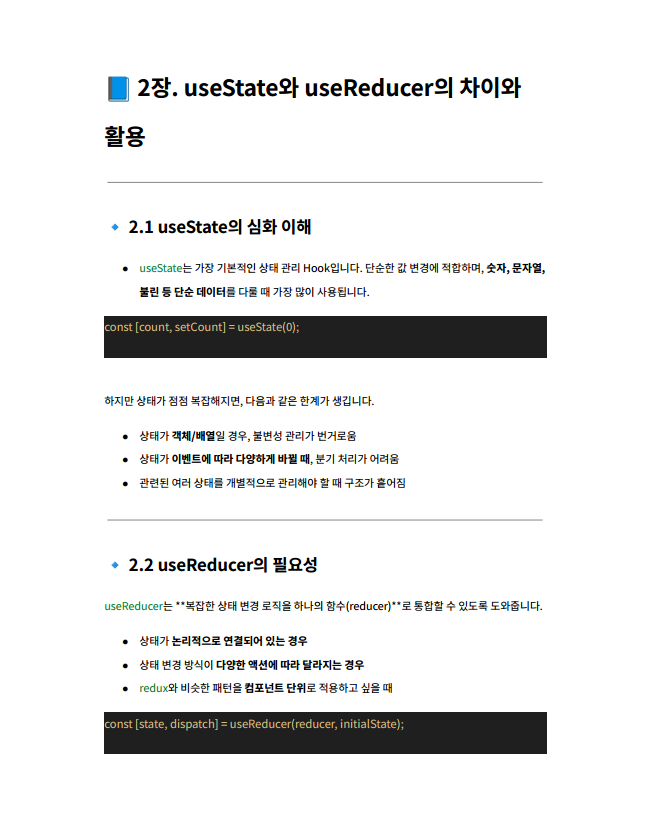 📘 2장. useState와 useReducer의 차이와
활용
🔹 2.1 useState의 심화 이해
● useState는 가장 기본적인 상태 관리 Hook입니다. 단순한 값 변경에 적합하며, 숫자, 문자열,
불린 등 단순 데이터를 다룰 때 가장 많이 사용됩니다.
const [count, setCount] = useState(0);
하지만 상태가 점점 복잡해지면, 다음과 같은 한계가 생깁니다.
● 상태가 객체/배열일 경우, 불변성 관리가 번거로움
● 상태가 이벤트에 따라 다양하게 바뀔 때, 분기 처리가 어려움
● 관련된 여러 상태를 개별적으로 관리해야 할 때 구조가 흩어짐
🔹 2.2 useReducer의 필요성
useReducer는 **복잡한 상태 변경 로직을 하나의 함수(reducer)**로 통합할 수 있도록 도와줍니다.
● 상태가 논리적으로 연결되어 있는 경우
● 상태 변경 방식이 다양한 액션에 따라 달라지는 경우
● redux와 비슷한 패턴을 컴포넌트 단위로 적용하고 싶을 때
const [state, dispatch] = useReducer(reducer, initialState);